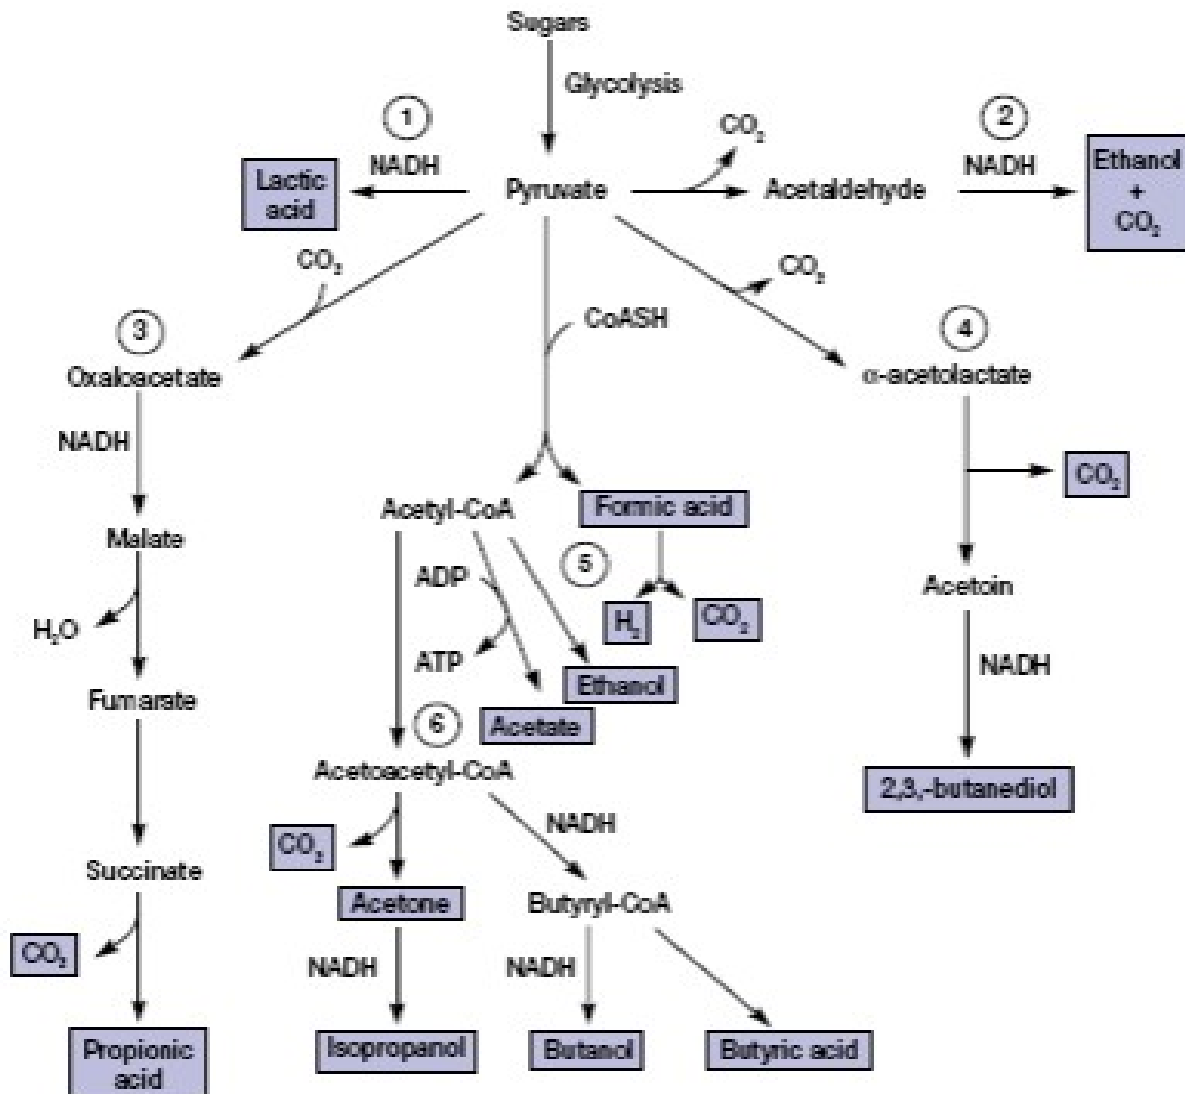 Sugars
Glycolysis
1
NADH
Lactic
acid
Pyruvate
CO₂
Acetaldehyde
2
NADH
Ethanol
+
CO₂
CO₂
CO₂
CoASH
3
Oxaloacetate
4
α-acetolactate
NADH
CO₂
Acetyl-CoA
Formic acid
Malate
ADP
5
H₂
CO₂
Acetoin
H₂O
ATP
Ethanol
NADH
Fumarate
6
Acetate
Acetoacetyl-CoA
2,3,-butanediol
CO₂
NADH
Succinate
Acetone
Butyryl-CoA
CO₂
NADH
NADH
Propionic
acid
Isopropanol
Butanol
Butyric acid